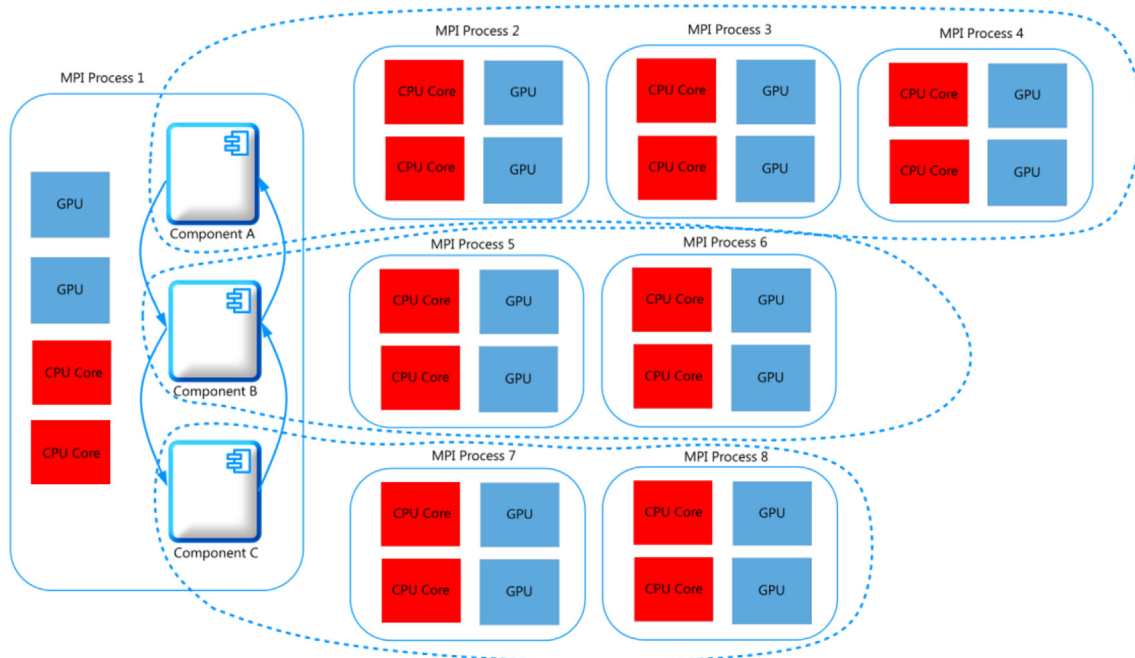 MPI Process 1
GPU
GPU
CPU Core
CPU Core
Component A
Component B
Component C
MPI Process 2
CPU Core
GPU
CPU Core
GPU
MPI Process 3
CPU Core
GPU
CPU Core
GPU
MPI Process 4
CPU Core
GPU
CPU Core
GPU
MPI Process 5
CPU Core
GPU
CPU Core
GPU
MPI Process 6
CPU Core
GPU
CPU Core
GPU
MPI Process 7
CPU Core
GPU
CPU Core
GPU
MPI Process 8
CPU Core
GPU
CPU Core
GPU